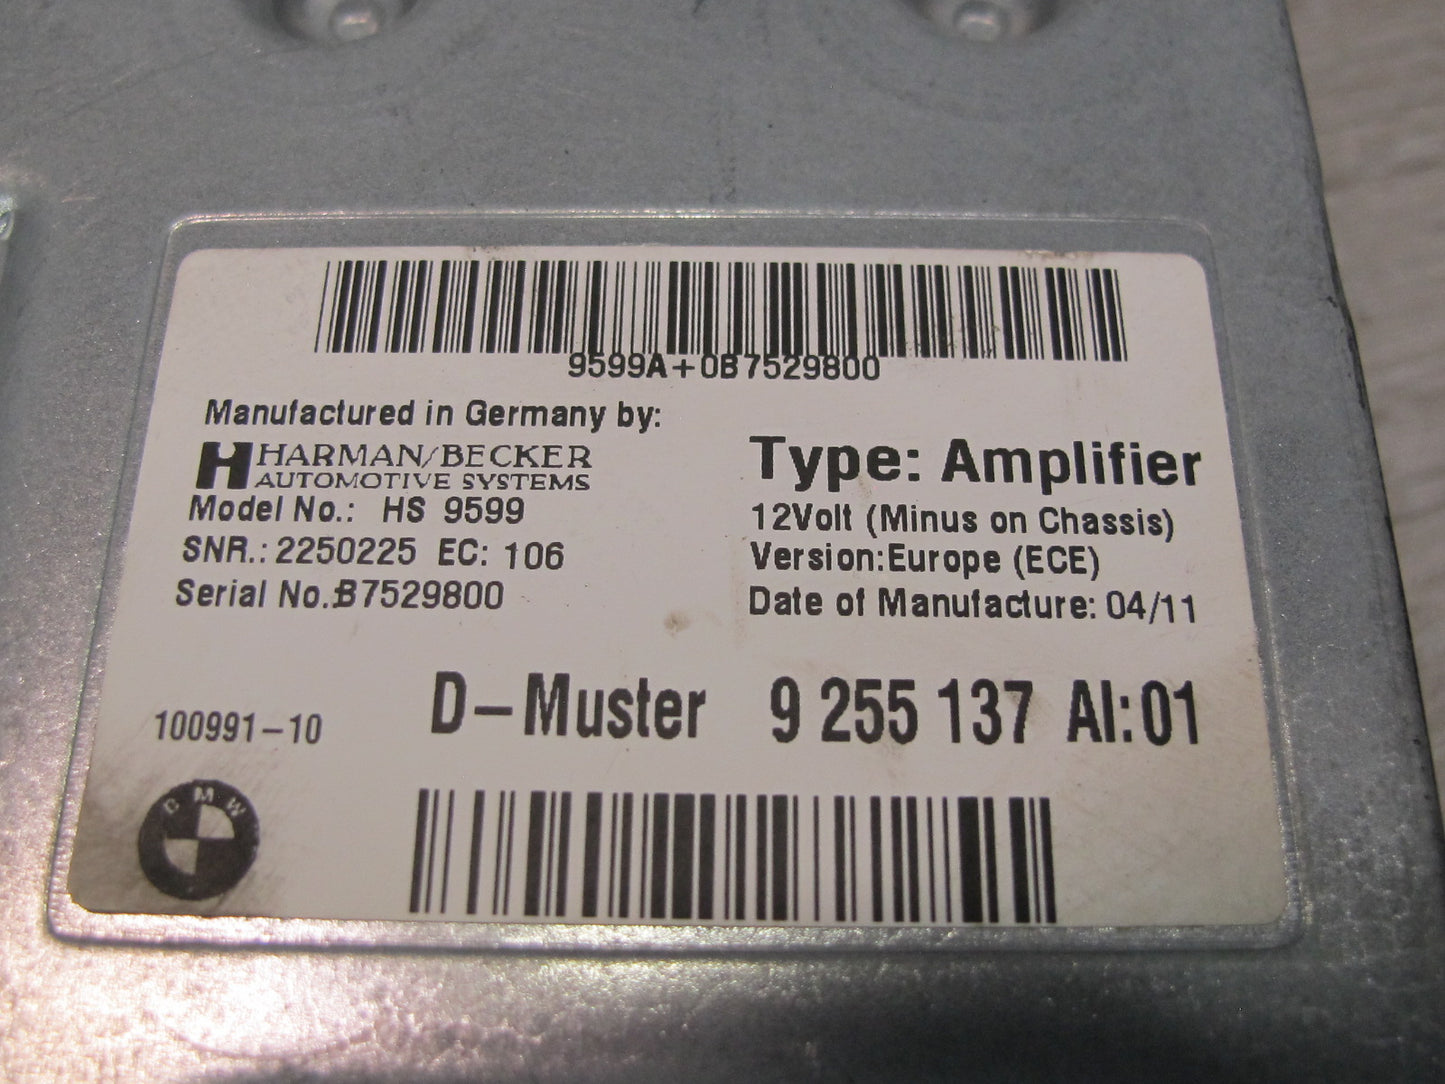 9599A+0B7529800
Manufactured in Germany by:
HARMAN/BECKER
AUTOMOTIVE SYSTEMS
Model No.: HS 9599
SNR.: 2250225 EC: 106
Serial No.:B7529800
Type: Amplifier
12Volt (Minus on Chassis)
Version:Europe (ECE)
Date of Manufacture: 04/11
D-Muster 9 255 137 AI:01
100991-10
BMW